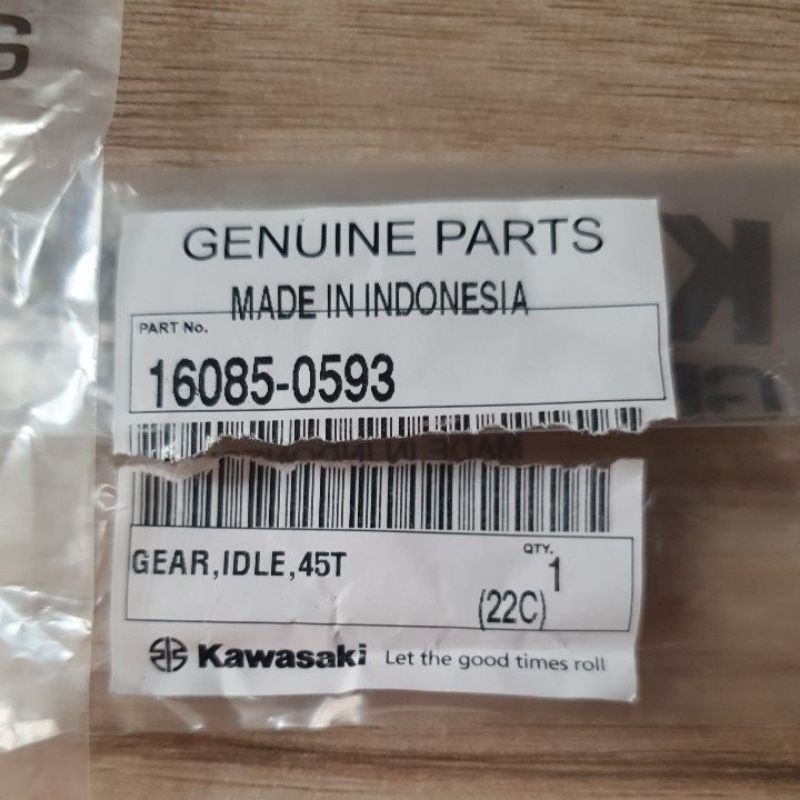 G
GENUINE PARTS
MADE IN INDONESIA
PART No.
16085-0593
GEAR,IDLE,45T
QTY.
1
(22C)
Kawasaki Let the good times roll